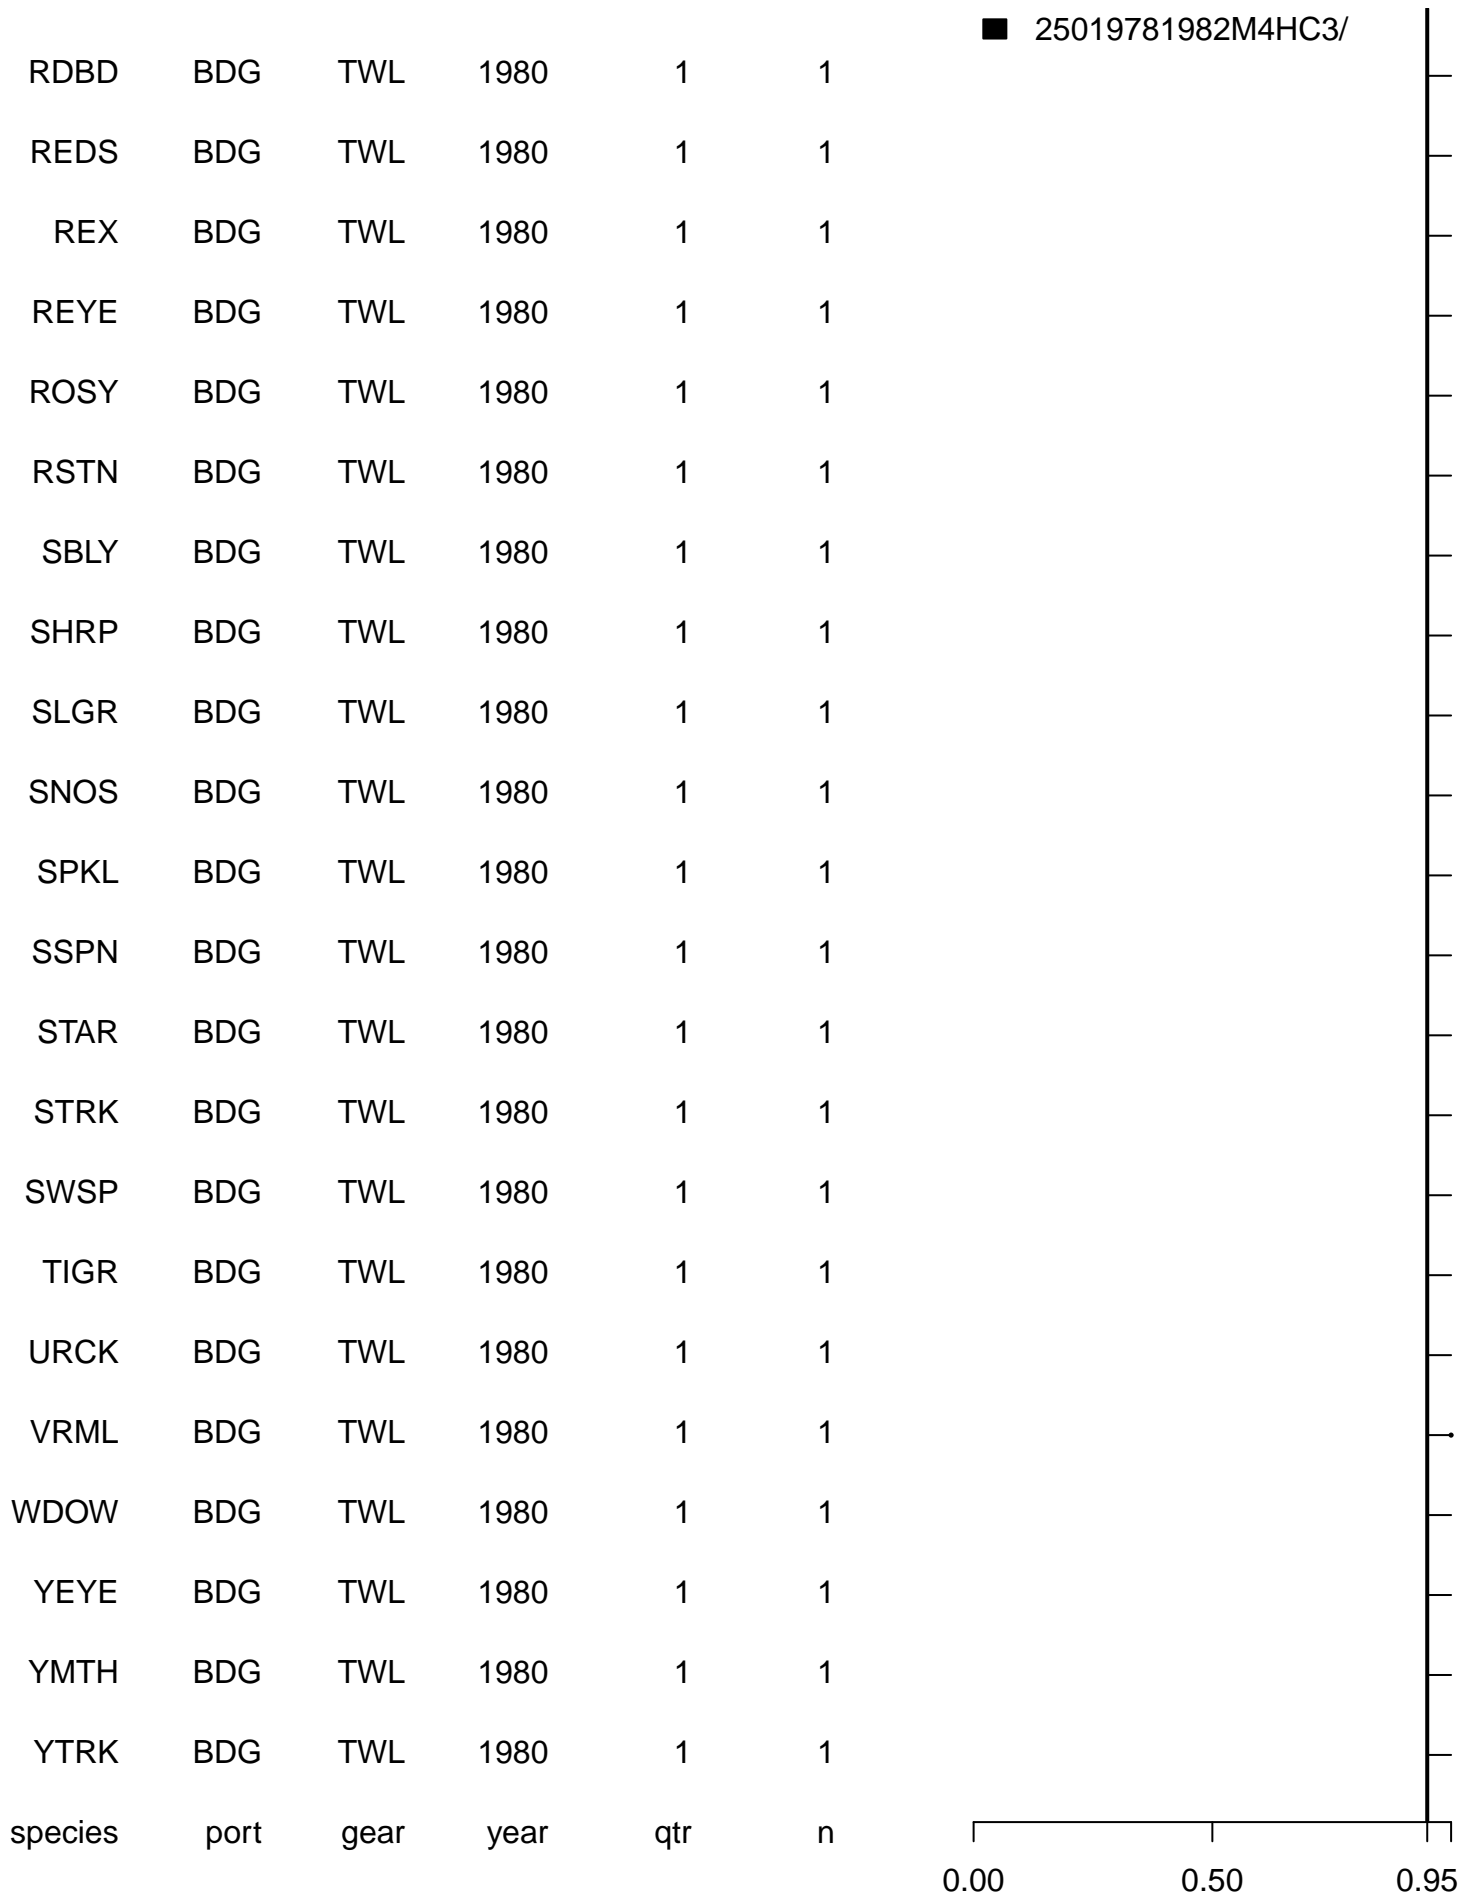 25019781982M4HC3/
RDBD BDG TWL 1980 1 1
REDS BDG TWL 1980 1 1
REX BDG TWL 1980 1 1
REYE BDG TWL 1980 1 1
ROSY BDG TWL 1980 1 1
RSTN BDG TWL 1980 1 1
SBLY BDG TWL 1980 1 1
SHRP BDG TWL 1980 1 1
SLGR BDG TWL 1980 1 1
SNOS BDG TWL 1980 1 1
SPKL BDG TWL 1980 1 1
SSPN BDG TWL 1980 1 1
STAR BDG TWL 1980 1 1
STRK BDG TWL 1980 1 1
SWSP BDG TWL 1980 1 1
TIGR BDG TWL 1980 1 1
URCK BDG TWL 1980 1 1
VRML BDG TWL 1980 1 1
WDOW BDG TWL 1980 1 1
YEYE BDG TWL 1980 1 1
YMTH BDG TWL 1980 1 1
YTRK BDG TWL 1980 1 1
species port gear year qtr n
0.00 0.50 0.95